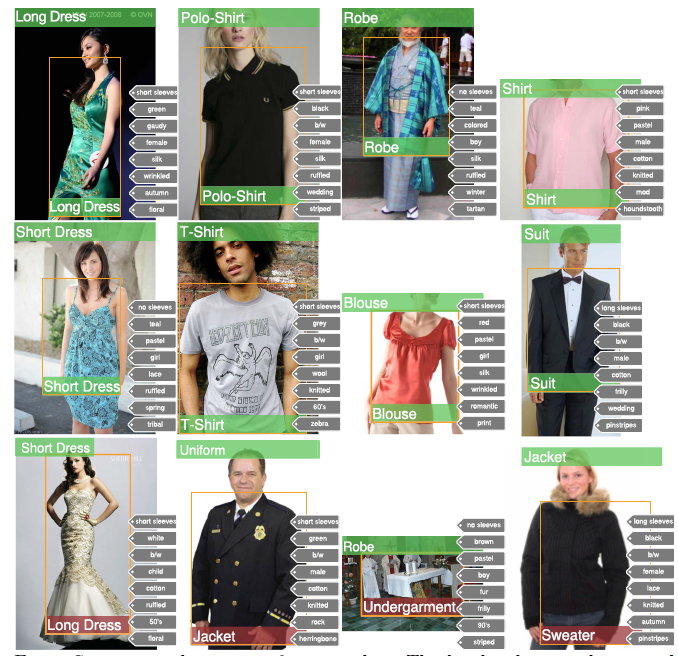 Long Dress
2007-2008 © OVN
short sleeves
green
gaudy
female
silk
wrinkled
autumn
floral
Long Dress
Polo-Shirt
short sleeves
black
b/w
female
silk
ruffled
wedding
striped
Polo-Shirt
Robe
no sleeves
teal
colored
boy
silk
ruffled
winter
tartan
Robe
Shirt
short sleeves
pink
pastel
male
cotton
knitted
mod
houndstooth
Shirt
Short Dress
no sleeves
teal
pastel
girl
lace
ruffled
spring
tribal
Short Dress
T-Shirt
short sleeves
grey
b/w
girl
wool
knitted
60's
zebra
T-Shirt
Blouse
short sleeves
red
pastel
girl
silk
wrinkled
romantic
print
Blouse
Suit
long sleeves
black
b/w
male
cotton
frilly
wedding
pinstripes
Suit
Short Dress
short sleeves
white
b/w
child
cotton
ruffled
50's
floral
Long Dress
Uniform
short sleeves
green
b/w
male
cotton
knitted
rock
herringbone
Jacket
Robe
no sleeves
brown
pastel
boy
fur
frilly
90's
striped
Undergarment
Jacket
long sleeves
black
b/w
female
lace
knitted
autumn
pinstripes
Sweater